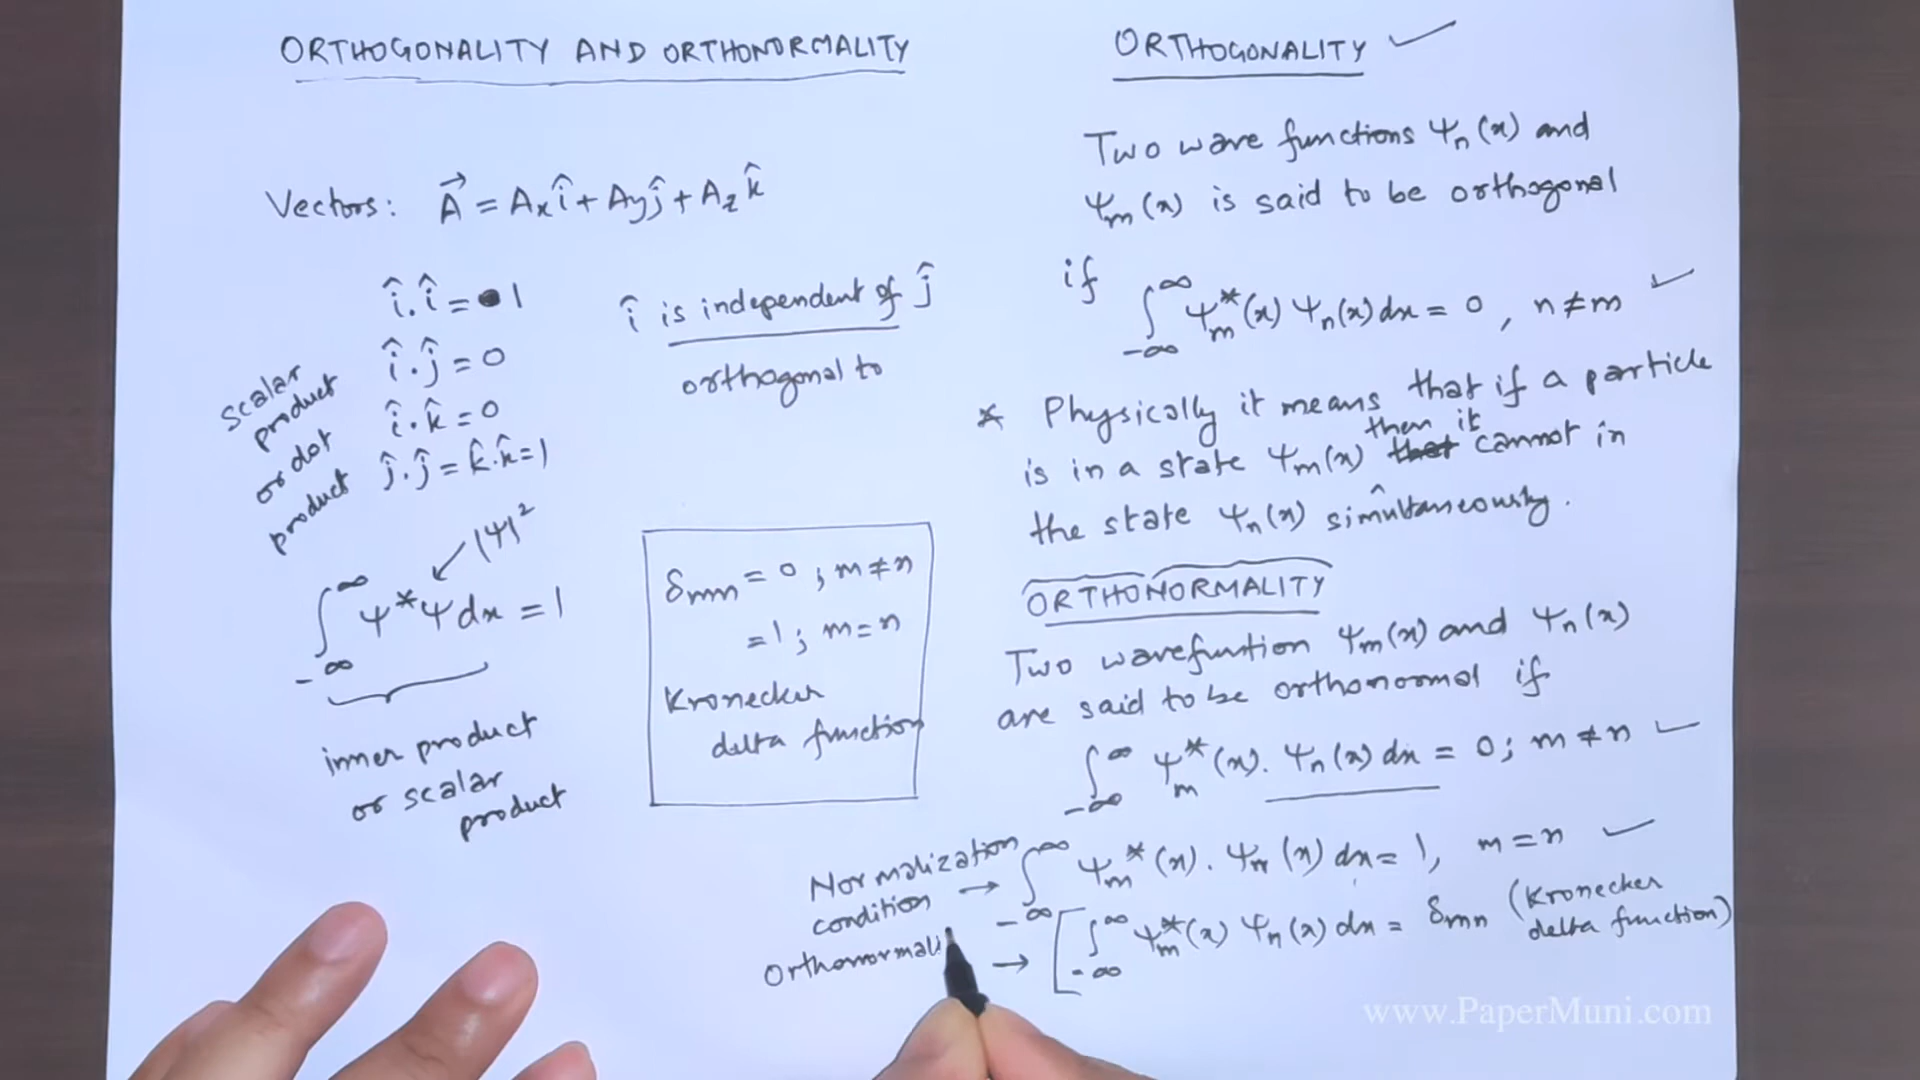 ORTHOGONALITY AND ORTHONORMALITY
Vectors: A⃗ = Axî + Ayĵ + Azk̂
î.î = 1
î.ĵ = 0
î.k̂ = 0
ĵ.ĵ = k̂.k̂ = 1
scalar
product
or dot
product
î is independent of ĵ
orthogonal to
|Ψ|²
∫_{-∞}^{∞} Ψ*Ψdx = 1
inner product
or scalar
product
δmn = 0 ; m ≠ n
= 1 ; m = n
Kronecker
delta function
ORTHOGONALITY ✓
Two wave functions Ψn(x) and
Ψm(x) is said to be orthogonal
if
∫_{-∞}^{∞} Ψm*(x) Ψn(x)dx = 0, n ≠ m ✓
* Physically it means that if a particle
is in a state Ψm(x) then it cannot in
the state Ψn(x) simultaneously.
ORTHONORMALITY
Two wavefuntion Ψm(x) and Ψn(x)
are said to be orthonormal if
∫_{-∞}^{∞} Ψm*(x). Ψn(x) dx = 0; m ≠ n ✓
Normalization
condition → ∫_{-∞}^{∞} Ψm*(x). Ψm(x) dx = 1, m = n ✓
Orthonormali → [∫_{-∞}^{∞} Ψm*(x) Ψn(x) dx = δmn (Kronecker
delta function)
www.PaperMuni.com